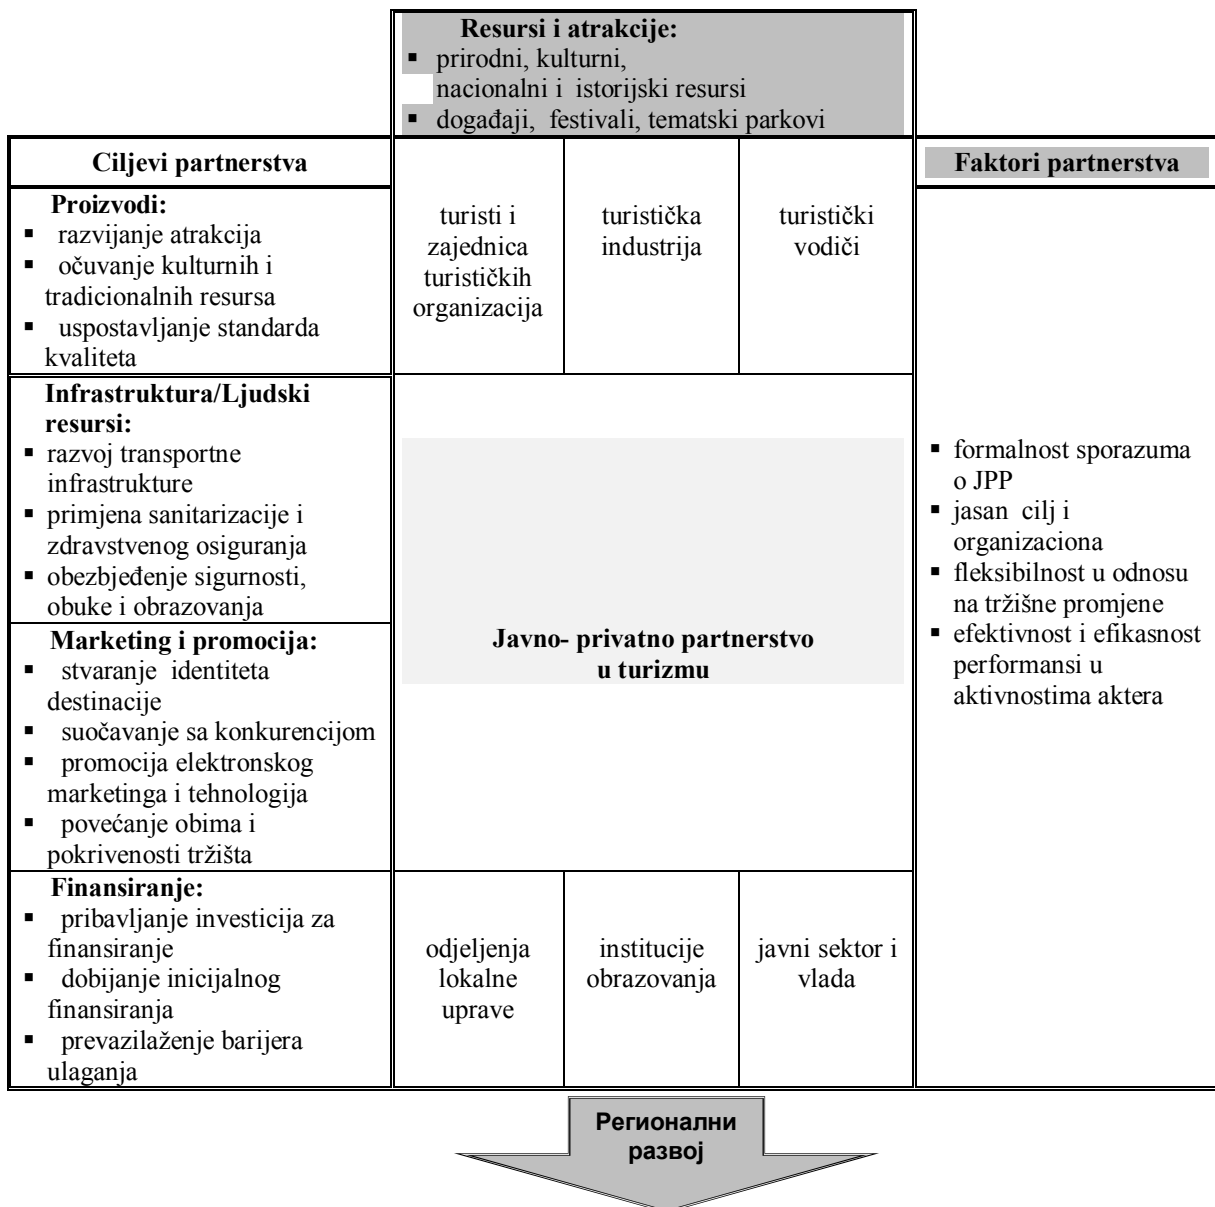 Resursi i atrakcije:
▪ prirodni, kulturni,
nacionalni i istorijski resursi
▪ događaji, festivali, tematski parkovi
Ciljevi partnerstva
Faktori partnerstva
Proizvodi:
▪ razvijanje atrakcija
▪ očuvanje kulturnih i
tradicionalnih resursa
▪ uspostavljanje standarda
kvaliteta
turisti i
zajednica
turističkih
organizacija
turistička
industrija
turistički
vodiči
Infrastruktura/Ljudski
resursi:
▪ razvoj transportne
infrastrukture
▪ primjena sanitarizacije i
zdravstvenog osiguranja
▪ obezbjeđenje sigurnosti,
obuke i obrazovanja
Marketing i promocija:
▪ stvaranje identiteta
destinacije
▪ suočavanje sa konkurencijom
▪ promocija elektronskog
marketinga i tehnologija
▪ povećanje obima i
pokrivenosti tržišta
Javno- privatno partnerstvo
u turizmu
▪ formalnost sporazuma
o JPP
▪ jasan cilj i
organizaciona
▪ fleksibilnost u odnosu
na tržišne promjene
▪ efektivnost i efikasnost
performansi u
aktivnostima aktera
Finansiranje:
▪ pribavljanje investicija za
finansiranje
▪ dobijanje inicijalnog
finansiranja
▪ prevazilaženje barijera
ulaganja
odjeljenja
lokalne
uprave
institucije
obrazovanja
javni sektor i
vlada
Регионални
развој